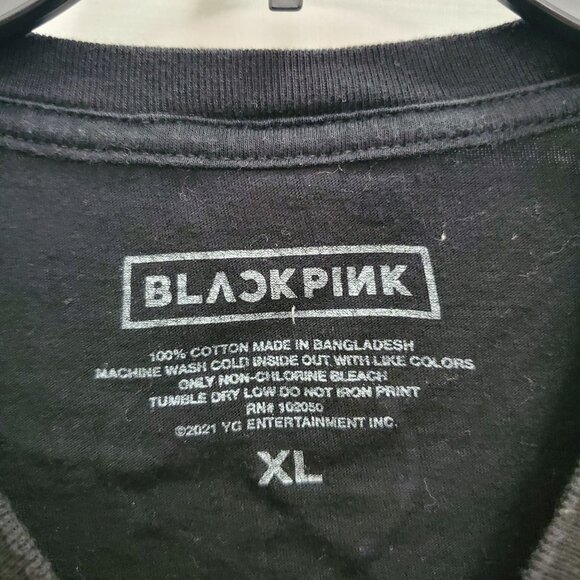 BLACKPINK
100% COTTON MADE IN BANGLADESH
MACHINE WASH COLD INSIDE OUT WITH LIKE COLORS
ONLY NON-CHLORINE BLEACH
TUMBLE DRY LOW DO NOT IRON PRINT
RN# 102050
©2021 YG ENTERTAINMENT INC.
XL